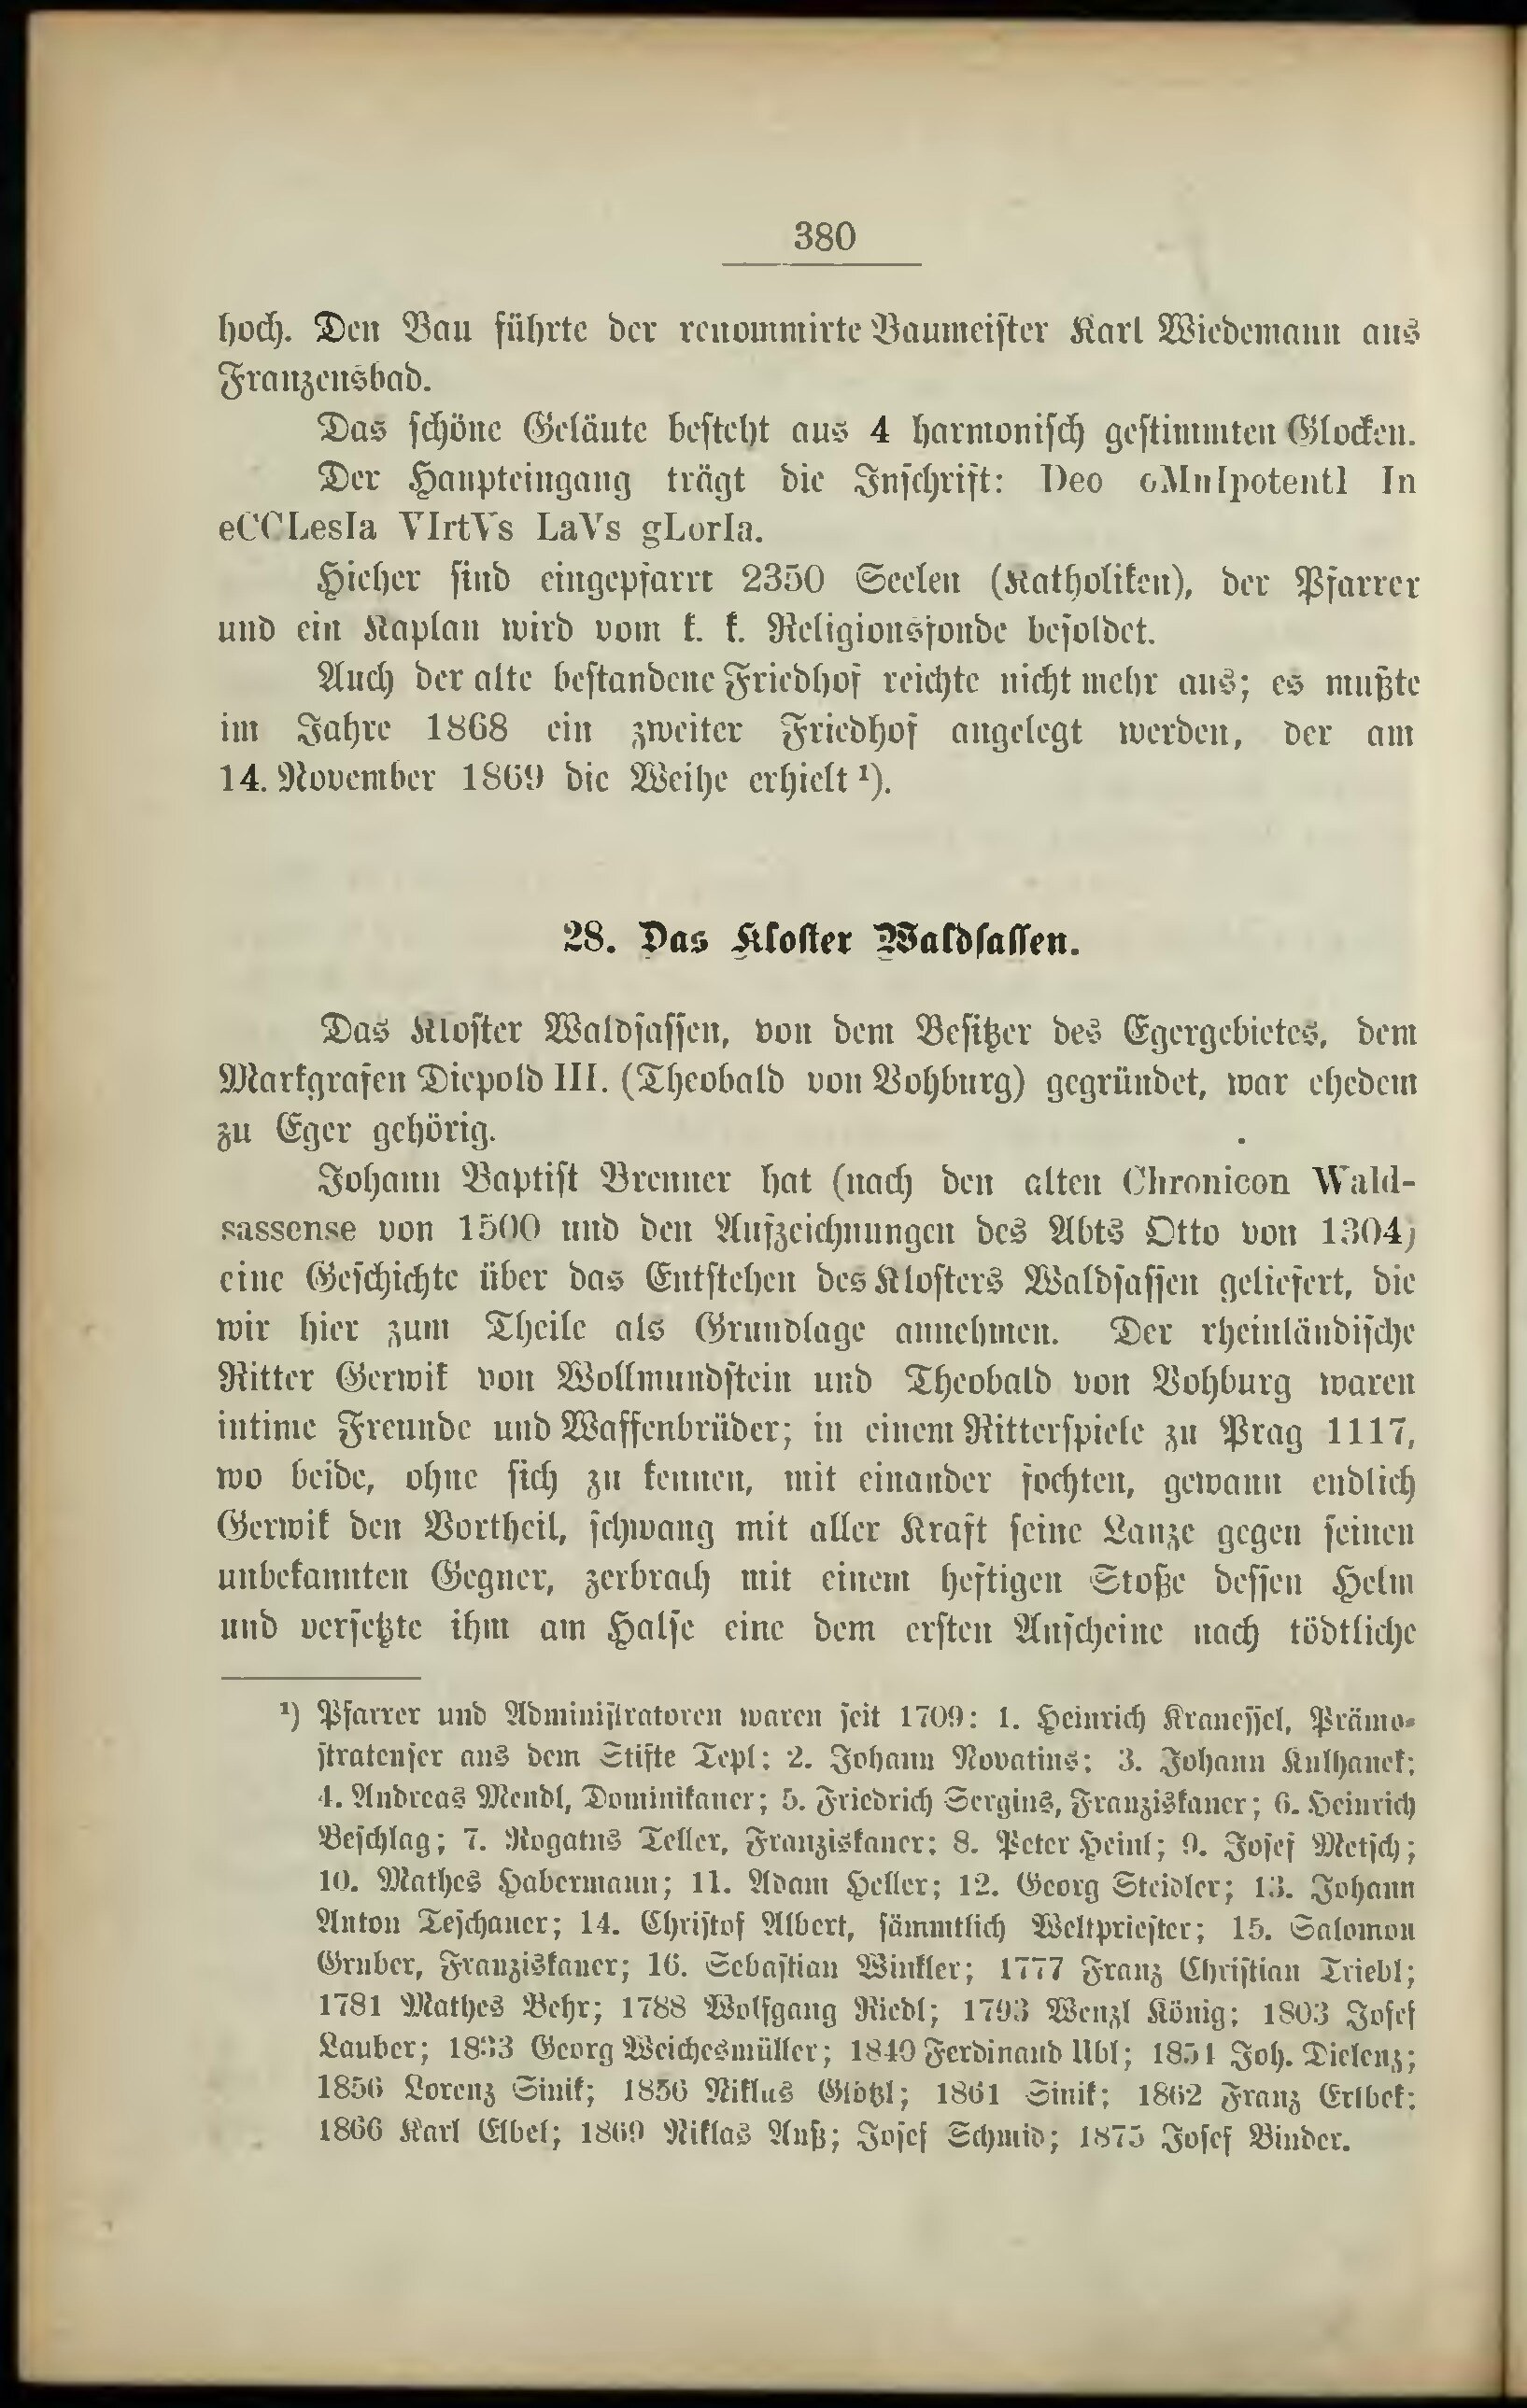 380
hoch. Den Bau führte der renommirte Baumeister Karl Wiedemann aus
Franzensbad.
Das schöne Geläute besteht aus 4 harmonisch gestimmten Glocken.
Der Haupteingang trägt die Inschrift: Deo oMnIpotentI In
eCCLesIa VIrtVs LaVs gLorIa.
Hieher sind eingepfarrt 2350 Seelen (Katholiken), der Pfarrer
und ein Kaplan wird vom k. k. Religionsfonde besoldet.
Auch der alte bestandene Friedhof reichte nicht mehr aus; es mußte
im Jahre 1868 ein zweiter Friedhof angelegt werden, der am
14. November 1869 die Weihe erhielt ¹).
28. Das Kloster Waldsassen.
Das Kloster Waldsassen, von dem Besitzer des Egergebietes, dem
Markgrafen Diepold III. (Theobald von Vohburg) gegründet, war ehedem
zu Eger gehörig.
Johann Baptist Brenner hat (nach den alten Chronicon Wald-
sassense von 1500 und den Aufzeichnungen des Abts Otto von 1304)
eine Geschichte über das Entstehen des Klosters Waldsassen geliefert, die
wir hier zum Theile als Grundlage annehmen. Der rheinländische
Ritter Gerwik von Wollmundstein und Theobald von Vohburg waren
intime Freunde und Waffenbrüder; in einem Ritterspiele zu Prag 1117,
wo beide, ohne sich zu kennen, mit einander fochten, gewann endlich
Gerwik den Vortheil, schwang mit aller Kraft seine Lanze gegen seinen
unbekannten Gegner, zerbrach mit einem heftigen Stoße dessen Helm
und versetzte ihm am Halse eine dem ersten Anscheine nach tödtliche
¹) Pfarrer und Administratoren waren seit 1709: 1. Heinrich Kranessel, Prämo-
stratenser aus dem Stifte Tepl; 2. Johann Novatius; 3. Johann Kulhanek;
4. Andreas Mendl, Dominikaner; 5. Friedrich Sergius, Franziskaner; 6. Heinrich
Beschlag; 7. Rogatus Teller, Franziskaner; 8. Peter Heinl; 9. Josef Metsch;
10. Mathes Habermann; 11. Adam Heller; 12. Georg Steidler; 13. Johann
Anton Teschauer; 14. Christof Albert, sämmtlich Weltpriester; 15. Salomon
Gruber, Franziskaner; 16. Sebastian Winkler; 1777 Franz Christian Triebl;
1781 Mathes Behr; 1788 Wolfgang Riedl; 1793 Wenzl König; 1803 Josef
Lauber; 1833 Georg Weichesmüller; 1840 Ferdinand Ubl; 1851 Joh. Dielenz;
1856 Lorenz Sinik; 1856 Niklas Glötzl; 1861 Sinik; 1862 Franz Erlbek;
1866 Karl Elbel; 1869 Niklas Auß; Josef Schmid; 1875 Josef Binder.